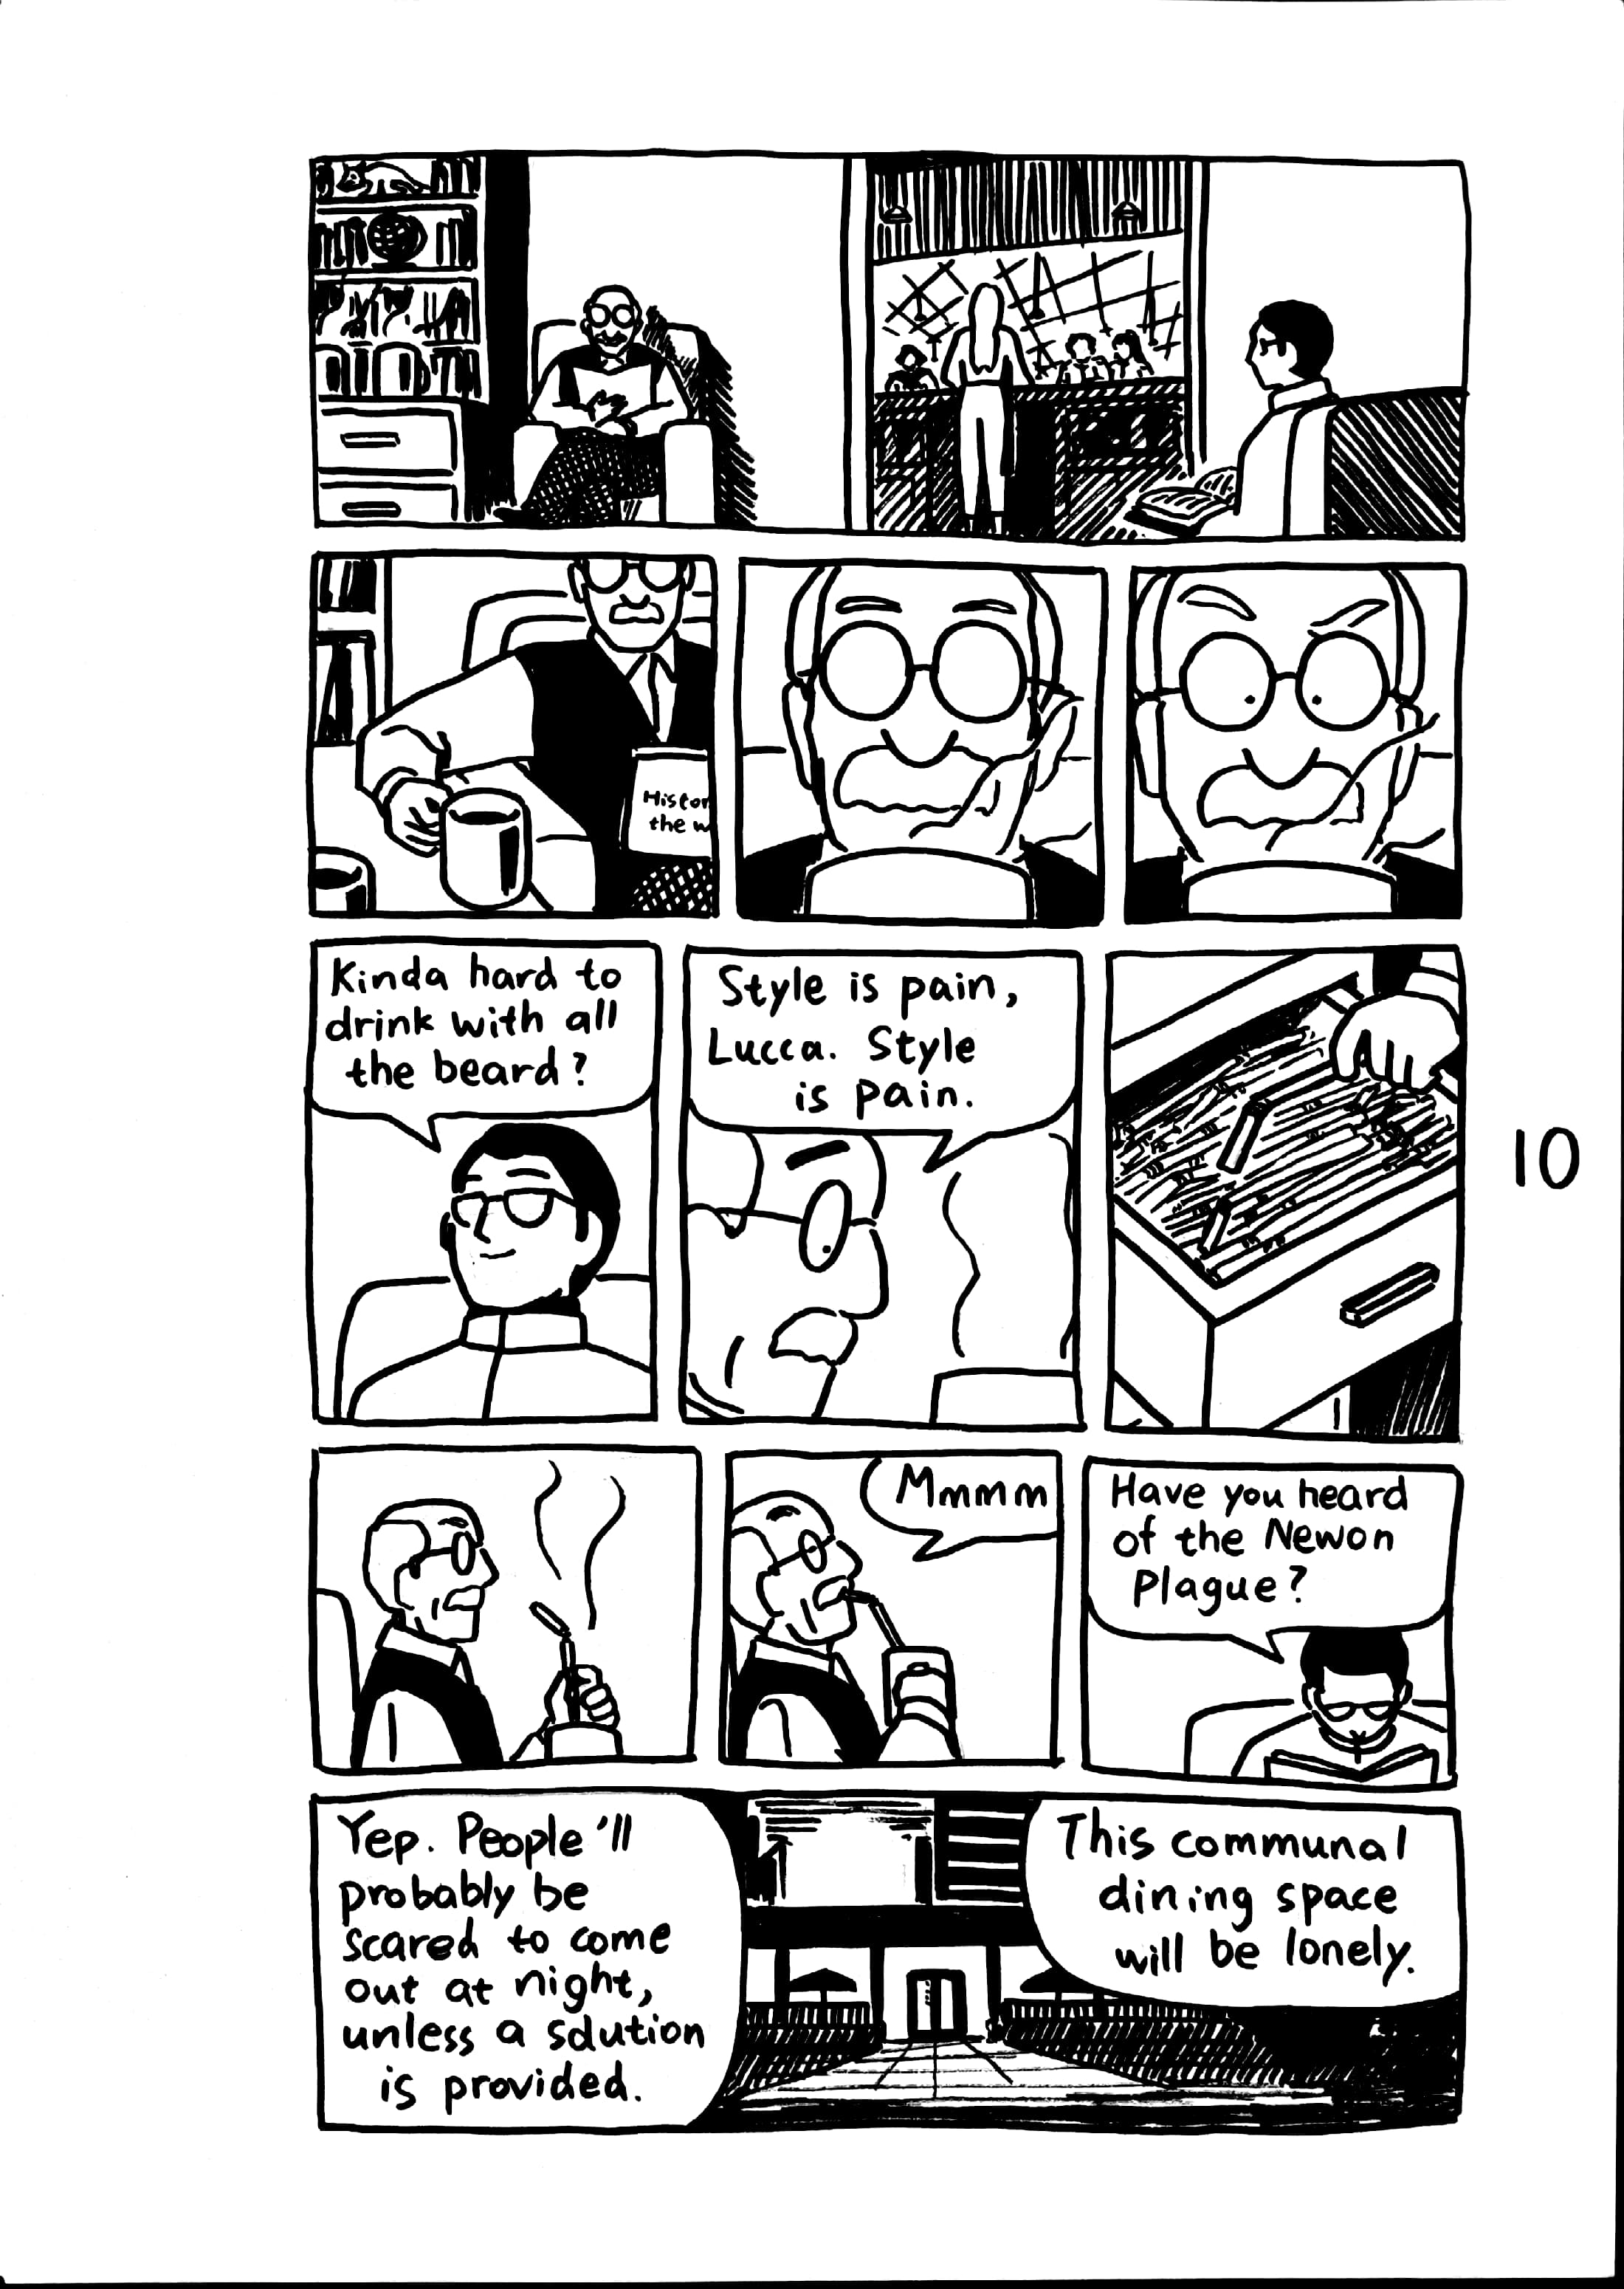 Histor
the w
Kinda hard to
drink with all
the beard?
Style is pain,
Lucca. Style
is pain.
Mmmm
Have you heard
of the Newon
Plague?
Yep. People'll
probably be
scared to come
out at night,
unless a solution
is provided.
This communal
dining space
will be lonely.
10